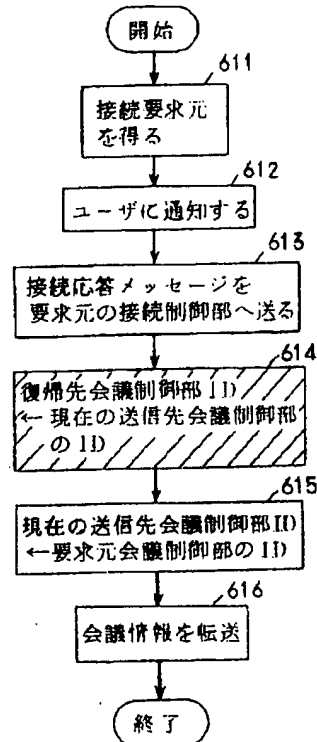 開始
611
接続要求元
を得る
612
ユーザに通知する
613
接続応答メッセージを
要求元の接続制御部へ送る
614
復帰先会議制御部ID
← 現在の送信先会議制御部
のID
615
現在の送信先会議制御部ID
←要求元会議制御部のID
616
会議情報を転送
終了